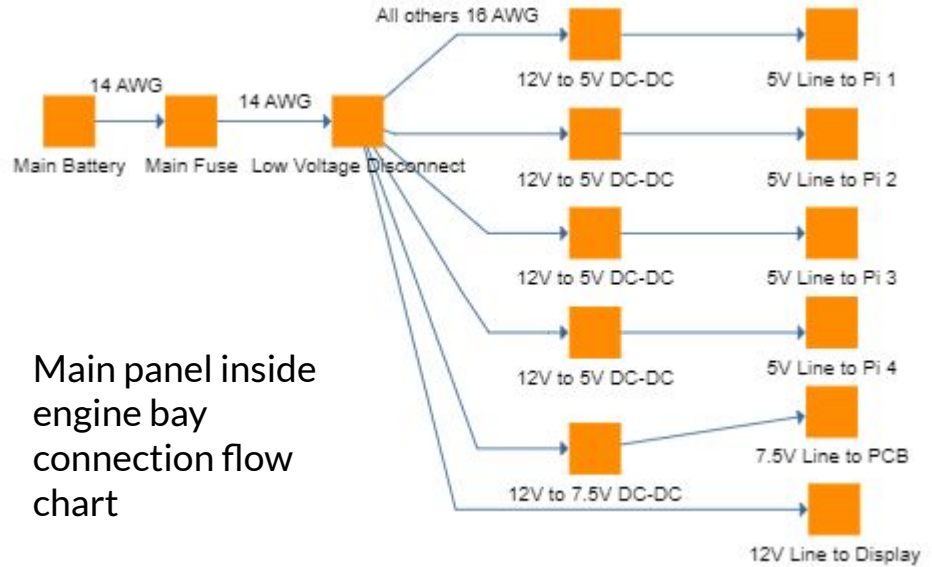 All others 16 AWG
12V to 5V DC-DC
5V Line to Pi 1
14 AWG
14 AWG
Main Battery
Main Fuse
Low Voltage Disconnect
12V to 5V DC-DC
5V Line to Pi 2
12V to 5V DC-DC
5V Line to Pi 3
12V to 5V DC-DC
5V Line to Pi 4
12V to 7.5V DC-DC
7.5V Line to PCB
12V Line to Display
Main panel inside
engine bay
connection flow
chart